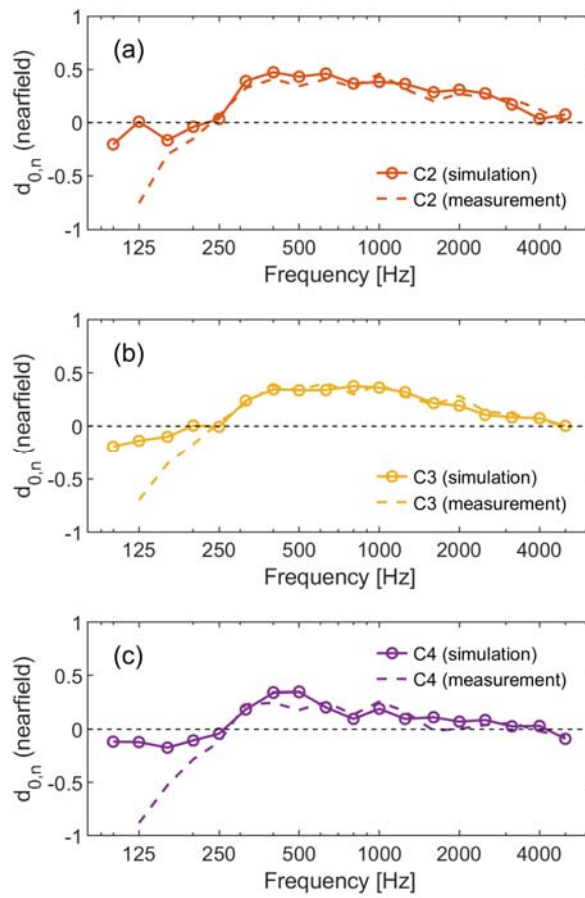 (a)
d0,n (nearfield)
1
0.5
0
-0.5
-1
C2 (simulation)
C2 (measurement)
125 250 500 1000 2000 4000
Frequency [Hz]
(b)
d0,n (nearfield)
1
0.5
0
-0.5
-1
C3 (simulation)
C3 (measurement)
125 250 500 1000 2000 4000
Frequency [Hz]
(c)
d0,n (nearfield)
1
0.5
0
-0.5
-1
C4 (simulation)
C4 (measurement)
125 250 500 1000 2000 4000
Frequency [Hz]